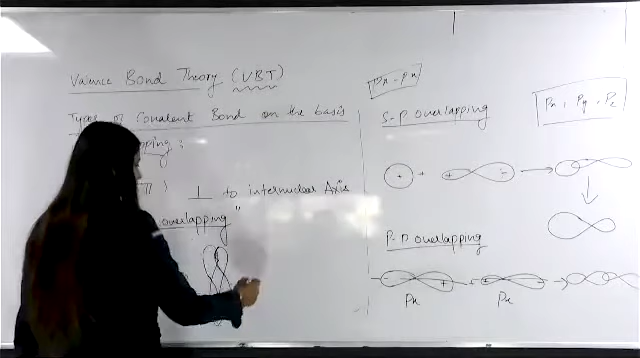 Valence Bond Theory (VBT)
Types of Covalent Bond on the basis
overlapping :
(π) ⊥ to internuclear Axis
overlapping"
Px - Px
S-P overlapping
Px , Py , Pz
+ + + -
P-P overlapping
- + + -
Px Px